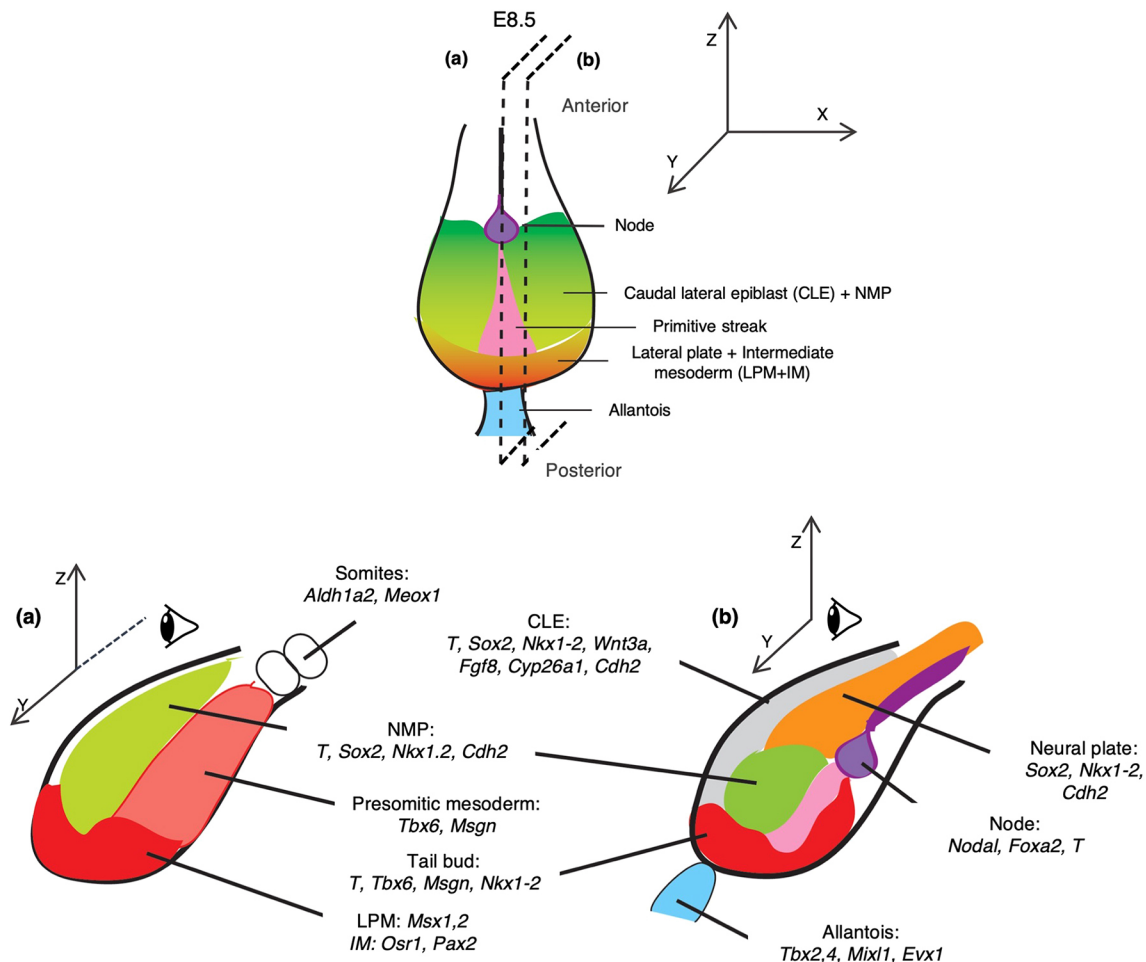 E8.5
(a)
(b)
Anterior
Z
X
Y
Node
Caudal lateral epiblast (CLE) + NMP
Primitive streak
Lateral plate + Intermediate
mesoderm (LPM+IM)
Allantois
Posterior
(a)
Z
Y
Somites:
Aldh1a2, Meox1
CLE:
T, Sox2, Nkx1-2, Wnt3a,
Fgf8, Cyp26a1, Cdh2
NMP:
T, Sox2, Nkx1.2, Cdh2
Presomitic mesoderm:
Tbx6, Msgn
Tail bud:
T, Tbx6, Msgn, Nkx1-2
LPM: Msx1,2
IM: Osr1, Pax2
(b)
Z
Y
Neural plate:
Sox2, Nkx1-2,
Cdh2
Node:
Nodal, Foxa2, T
Allantois:
Tbx2,4, Mixl1, Evx1